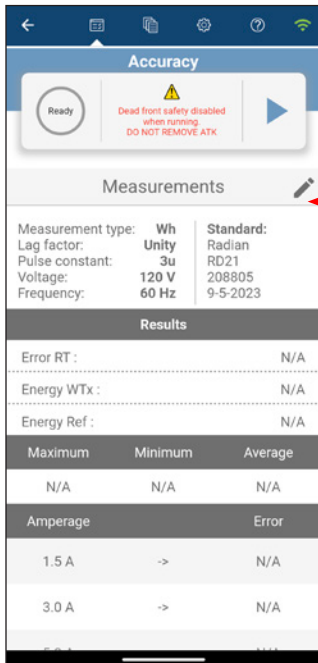 Accuracy
Ready
Dead front safety disabled
when running.
DO NOT REMOVE ATK
Measurements
Measurement type: Wh
Lag factor: Unity
Pulse constant: 3u
Voltage: 120 V
Frequency: 60 Hz
Standard:
Radian
RD21
208805
9-5-2023
Results
Error RT : N/A
Energy WTx : N/A
Energy Ref : N/A
Maximum Minimum Average
N/A N/A N/A
Amperage Error
1.5 A -> N/A
3.0 A -> N/A